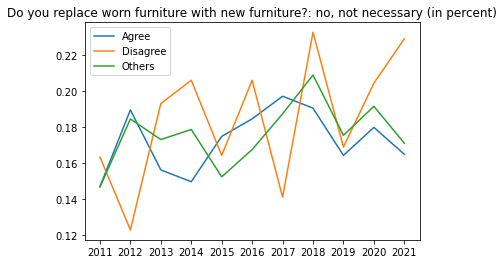 Do you replace worn furniture with new furniture?: no, not necessary (in percent)
Agree
Disagree
Others
0.22
0.20
0.18
0.16
0.14
0.12
2011 2012 2013 2014 2015 2016 2017 2018 2019 2020 2021